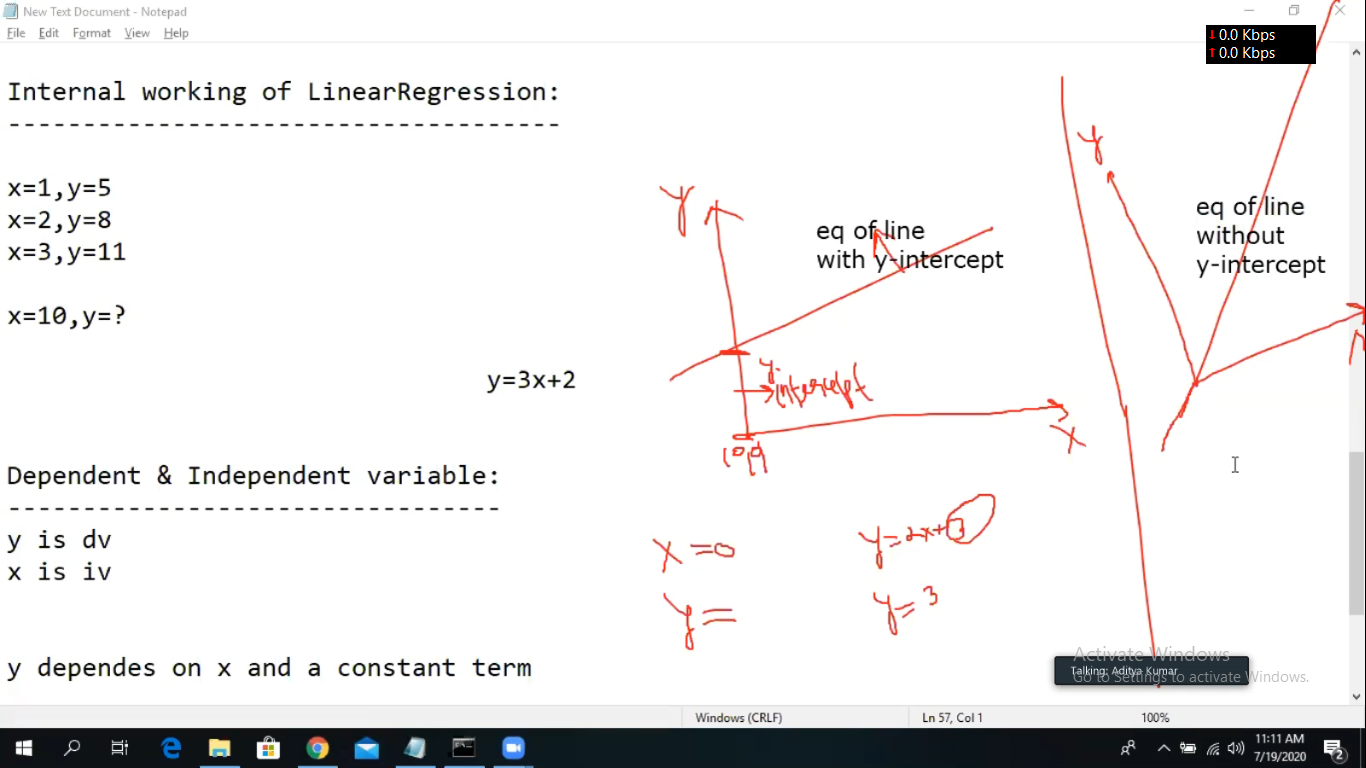 New Text Document - Notepad
File Edit Format View Help
↓ 0.0 Kbps
↑ 0.0 Kbps
Internal working of LinearRegression:
-------------------------------------
x=1,y=5
x=2,y=8
x=3,y=11
x=10,y=?
y=3x+2
Dependent & Independent variable:
---------------------------------
y is dv
x is iv
y dependes on x and a constant term
y
eq of line
with y-intercept
y
intercept
(0,0)
x
x=0
y=
y=2x+3
y=3
y
eq of line
without
y-intercept
Activate Windows
Go to Settings to activate Windows.
Talking: Aditya Kumar
Windows (CRLF)
Ln 57, Col 1
100%
11:11 AM
7/19/2020
2